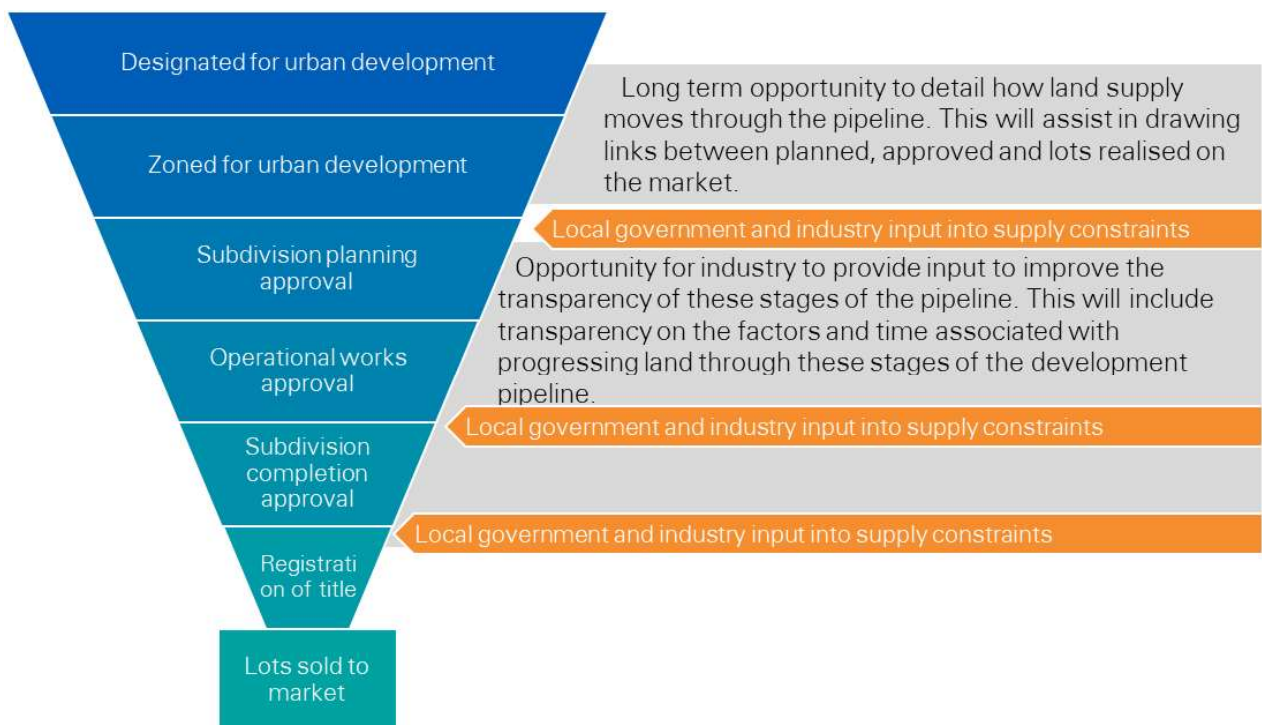 Designated for urban development
Zoned for urban development
Long term opportunity to detail how land supply
moves through the pipeline. This will assist in drawing
links between planned, approved and lots realised on
the market.
Local government and industry input into supply constraints
Subdivision planning
approval
Opportunity for industry to provide input to improve the
transparency of these stages of the pipeline. This will include
transparency on the factors and time associated with
progressing land through these stages of the development
pipeline.
Operational works
approval
Local government and industry input into supply constraints
Subdivision
completion
approval
Local government and industry input into supply constraints
Registrati
on of title
Lots sold to
market